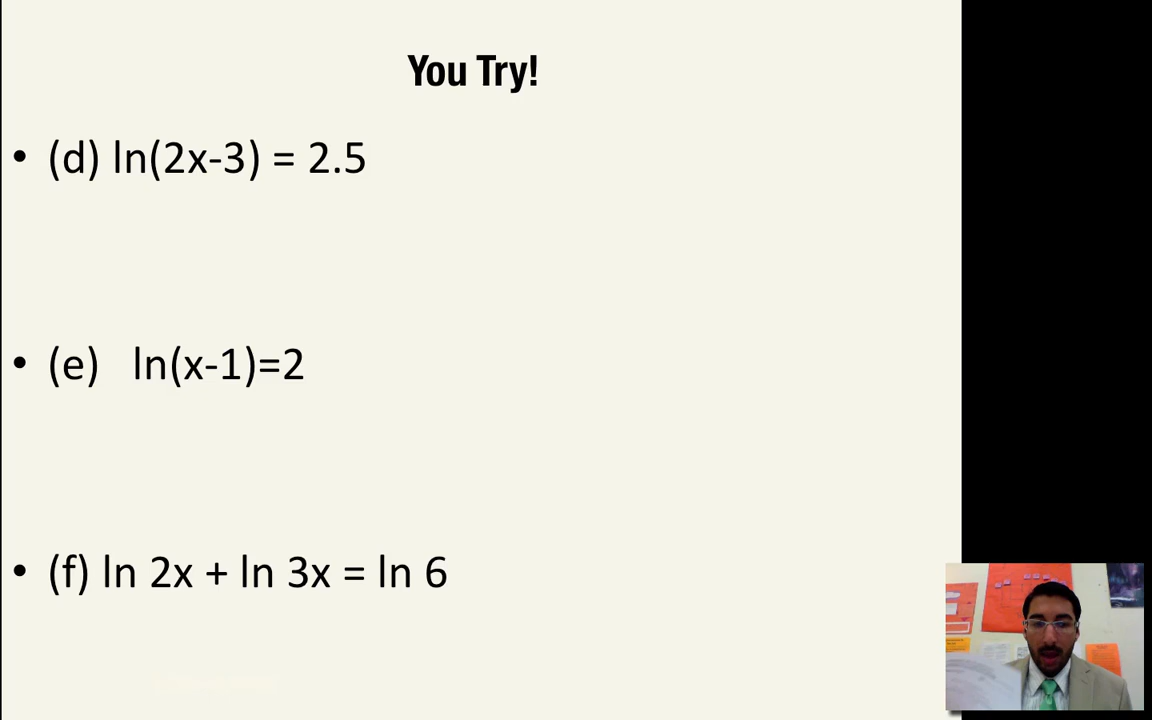 You Try!
• (d) ln(2x-3) = 2.5
• (e) ln(x-1)=2
• (f) ln 2x + ln 3x = ln 6